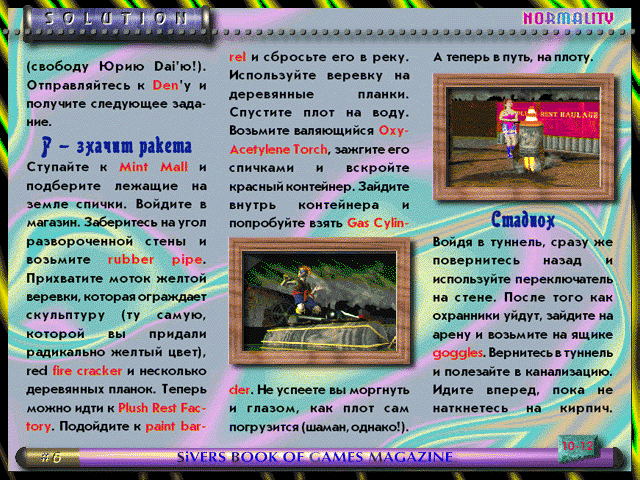 SOLUTION
NORMALITY
(свободу Юрию Dai'ю!).
Отправляйтесь к Den'у и
получите следующее зада-
ние.
Р – значит ракета
Ступайте к Mint Mall и
подберите лежащие на
земле спички. Войдите в
магазин. Заберитесь на угол
развороченной стены и
возьмите rubber pipe.
Прихватите моток желтой
веревки, которая ограждает
скульптуру (ту самую,
которой вы придали
радикально желтый цвет),
red fire cracker и несколько
деревянных планок. Теперь
можно идти к Plush Rest Fac-
tory. Подойдите к paint bar-
rel и сбросьте его в реку.
Используйте веревку на
деревянные планки.
Спустите плот на воду.
Возьмите валяющийся Oxy-
Acetylene Torch, зажгите его
спичками и вскройте
красный контейнер. Зайдите
внутрь контейнера и
попробуйте взять Gas Cylin-
der. Не успеете вы моргнуть
и глазом, как плот сам
погрузится (шаман, однако!).
А теперь в путь, на плоту.
REST HAULAGE
Стадион
Войдя в туннель, сразу же
повернитесь назад и
используйте переключатель
на стене. После того как
охранники уйдут, зайдите на
арену и возьмите на ящике
goggles. Вернитесь в туннель
и полезайте в канализацию.
Идите вперед, пока не
наткнетесь на кирпич.
#6
SiVERS BOOK OF GAMES MAGAZINE
10-12